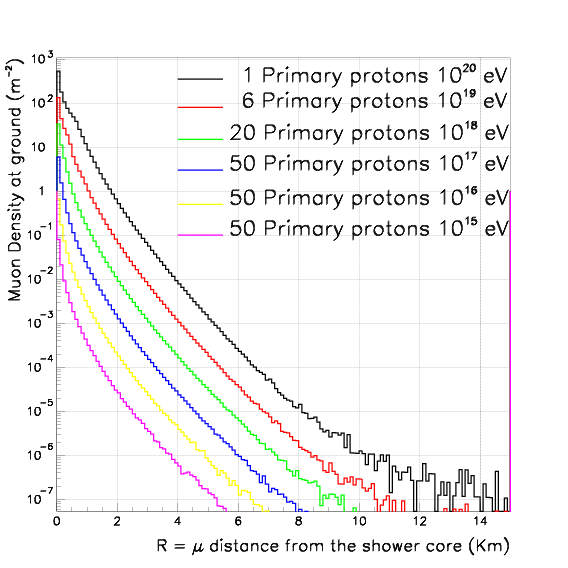 10³
10²
10
1
10⁻¹
10⁻²
10⁻³
10⁻⁴
10⁻⁵
10⁻⁶
10⁻⁷
Muon Density at ground (m⁻²)
1 Primary protons 10²⁰ eV
6 Primary protons 10¹⁹ eV
20 Primary protons 10¹⁸ eV
50 Primary protons 10¹⁷ eV
50 Primary protons 10¹⁶ eV
50 Primary protons 10¹⁵ eV
0 2 4 6 8 10 12 14
R = μ distance from the shower core (Km)